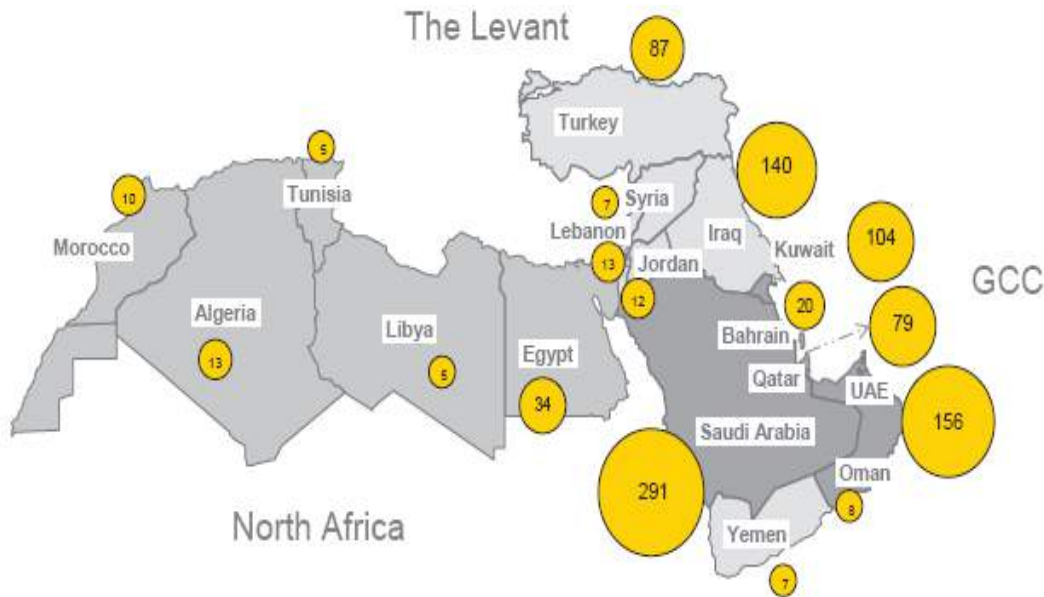 The Levant
87
Turkey
140
5
Tunisia
10
Morocco
7
Syria
Lebanon
Iraq
Kuwait
104
13
Jordan
12
GCC
20
Bahrain
79
Algeria
13
Libya
5
Egypt
34
Qatar
UAE
Saudi Arabia
156
291
Oman
8
North Africa
Yemen
7